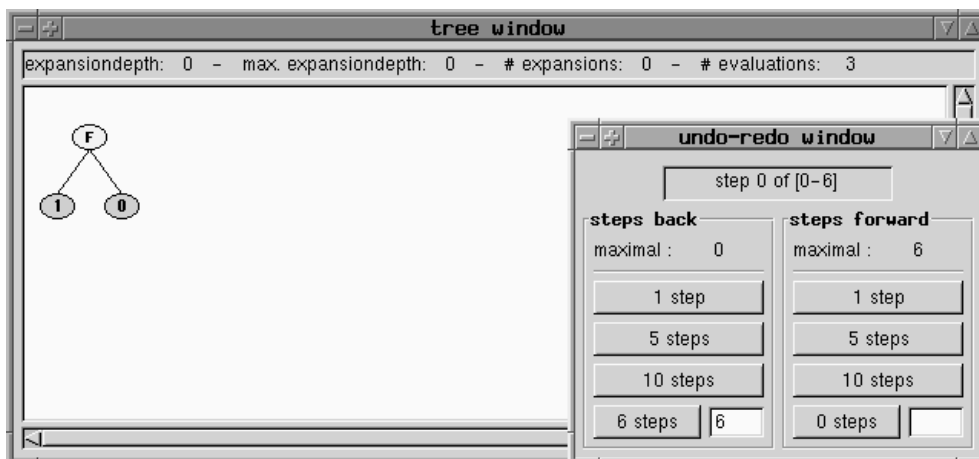 tree window
expansiondepth: 0 - max. expansiondepth: 0 - # expansions: 0 - # evaluations: 3
F
1 0
undo-redo window
step 0 of [0-6]
steps back steps forward
maximal : 0 maximal : 6
1 step 1 step
5 steps 5 steps
10 steps 10 steps
6 steps 6 0 steps